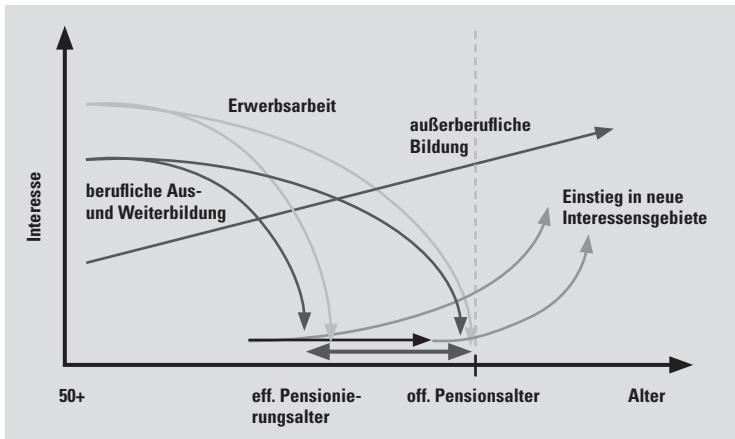 Erwerbsarbeit
außerberufliche
Bildung
berufliche Aus-
und Weiterbildung
Einstieg in neue
Interessensgebiete
Interesse
50+
eff. Pensionie-
rungsalter
off. Pensionsalter
Alter